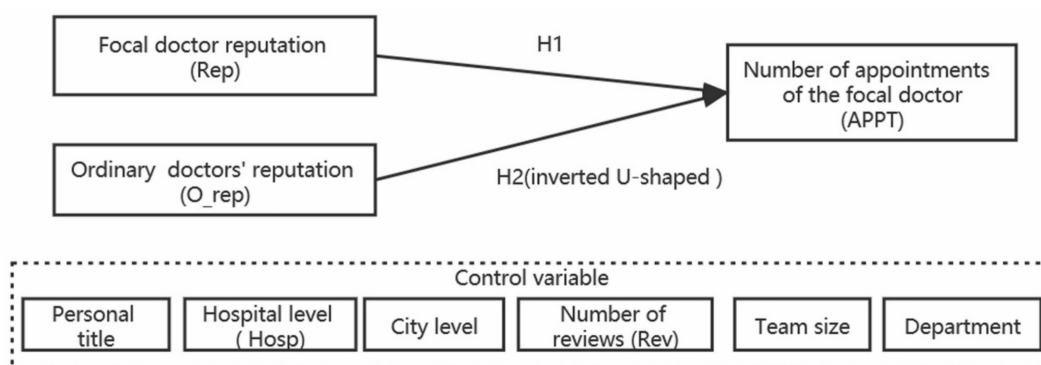 Focal doctor reputation
(Rep)
H1
Number of appointments
of the focal doctor
(APPT)
Ordinary doctors' reputation
(O_rep)
H2(inverted U-shaped )
Control variable
Personal
title
Hospital level
( Hosp)
City level
Number of
reviews (Rev)
Team size
Department